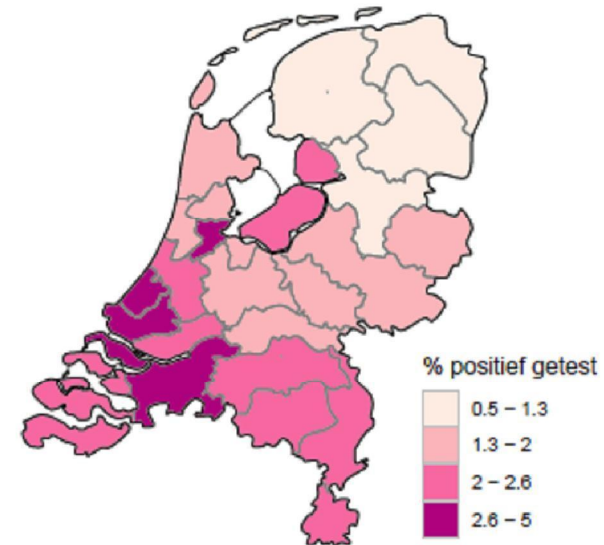 % positief getest
0.5 – 1.3
1.3 – 2
2 – 2.6
2.6 – 5